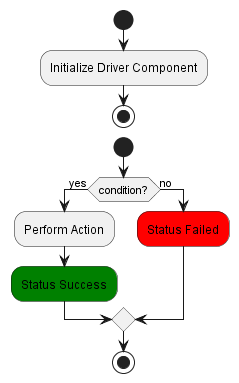 Initialize Driver Component
condition?
yes
no
Perform Action
Status Failed
Status Success